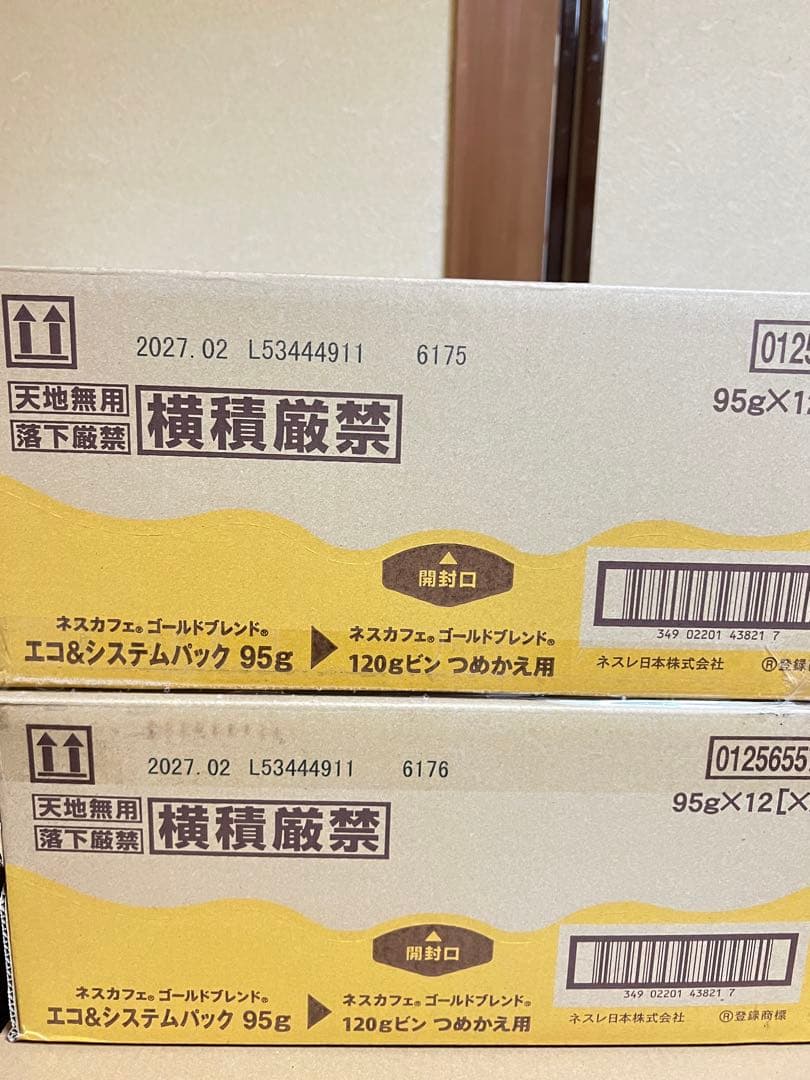 2027.02 L53444911 6175
0125
天地無用
落下厳禁
横積厳禁
95g×12
開封口
ネスカフェ® ゴールドブレンド®
エコ&システムパック 95g
ネスカフェ® ゴールドブレンド®
120gビン つめかえ用
349 02201 43821 7
ネスレ日本株式会社 ®登録商
2027.02 L53444911 6176
0125655
天地無用
落下厳禁
横積厳禁
95g×12[×
開封口
ネスカフェ® ゴールドブレンド®
エコ&システムパック 95g
ネスカフェ® ゴールドブレンド®
120gビン つめかえ用
349 02201 43821 7
ネスレ日本株式会社 ®登録商標